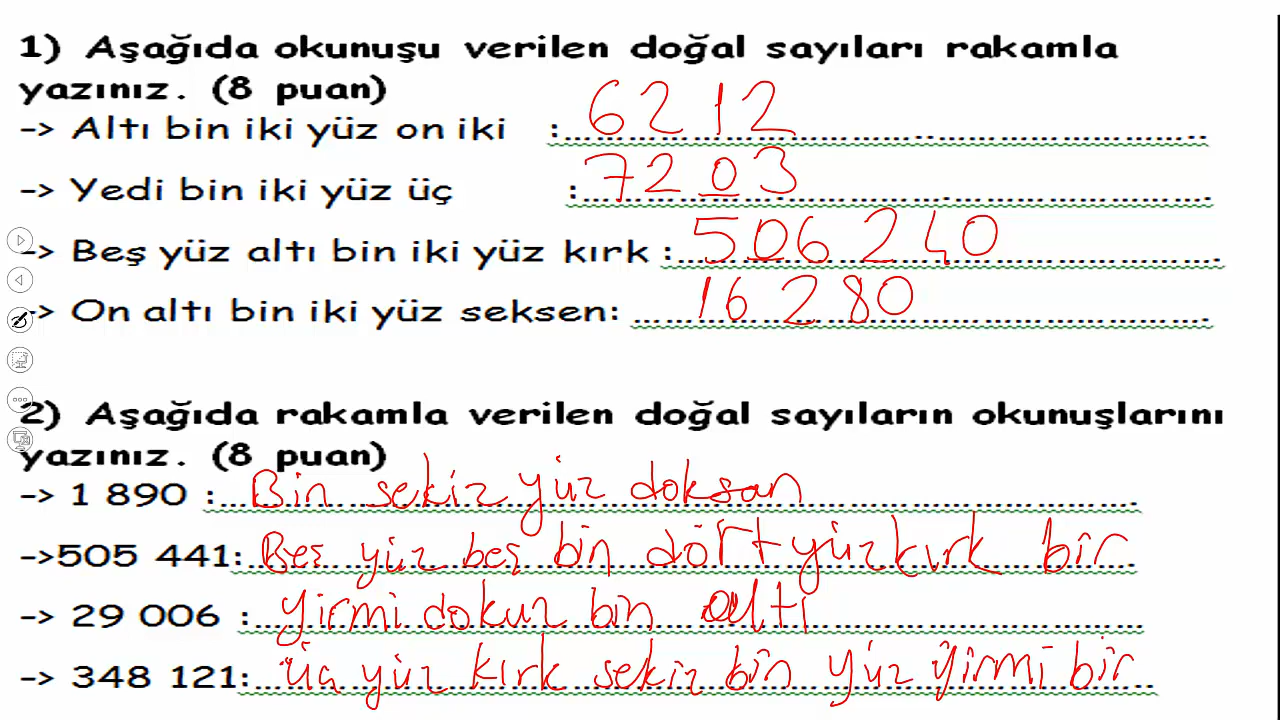 1) Aşağıda okunuşu verilen doğal sayıları rakamla
yazınız. (8 puan)
-> Altı bin iki yüz on iki :........ 6212
-> Yedi bin iki yüz üç :........ 7203
-> Beş yüz altı bin iki yüz kırk :........ 506 240
-> On altı bin iki yüz seksen: ........ 16 280
2) Aşağıda rakamla verilen doğal sayıların okunuşlarını
yazınız. (8 puan)
-> 1 890 :... Bin sekiz yüz doksan
->505 441:... Beş yüz beş bin dört yüz kırk bir
-> 29 006 :... yirmi dokuz bin altı
-> 348 121:... üç yüz kırk sekiz bin yüz yirmi bir